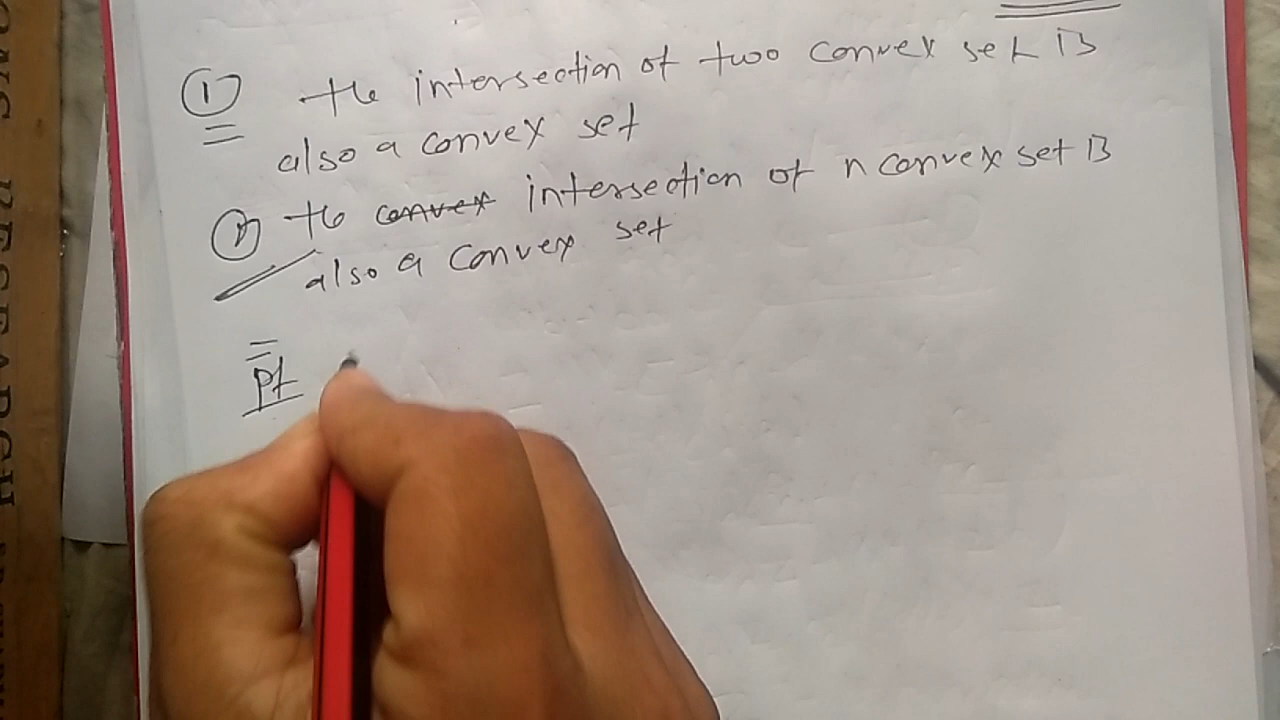 ① the intersection of two convex set is
also a convex set
② the convex intersection of n convex set is
also a convex set
Pf
RESEARCH